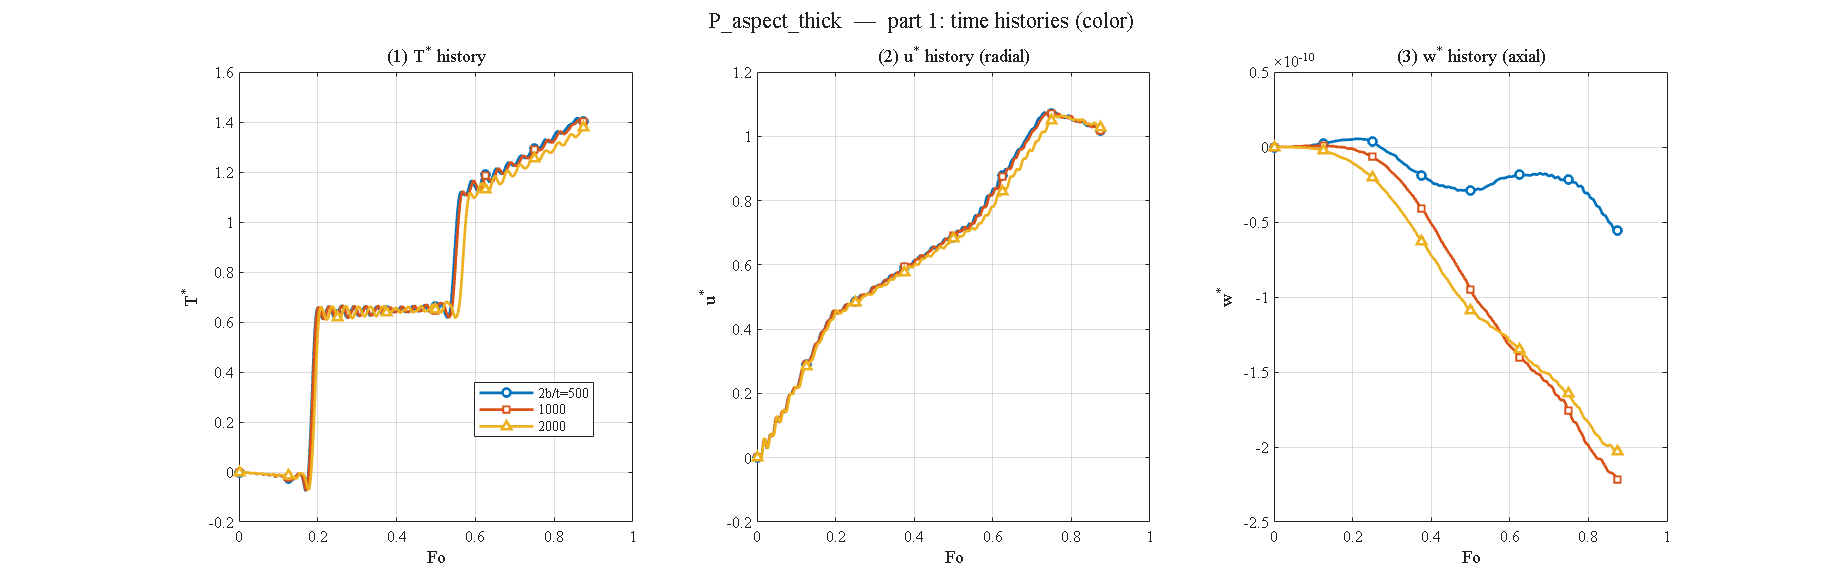 P_aspect_thick — part 1: time histories (color)
(1) T* history
1.6
1.4
1.2
1
0.8
0.6
0.4
0.2
0
-0.2
T*
0 0.2 0.4 0.6 0.8 1
Fo
2b/t=500
1000
2000
(2) u* history (radial)
1.2
1
0.8
0.6
0.4
0.2
0
-0.2
u*
0 0.2 0.4 0.6 0.8 1
Fo
(3) w* history (axial)
×10⁻¹⁰
0.5
0
-0.5
-1
-1.5
-2
-2.5
w*
0 0.2 0.4 0.6 0.8 1
Fo